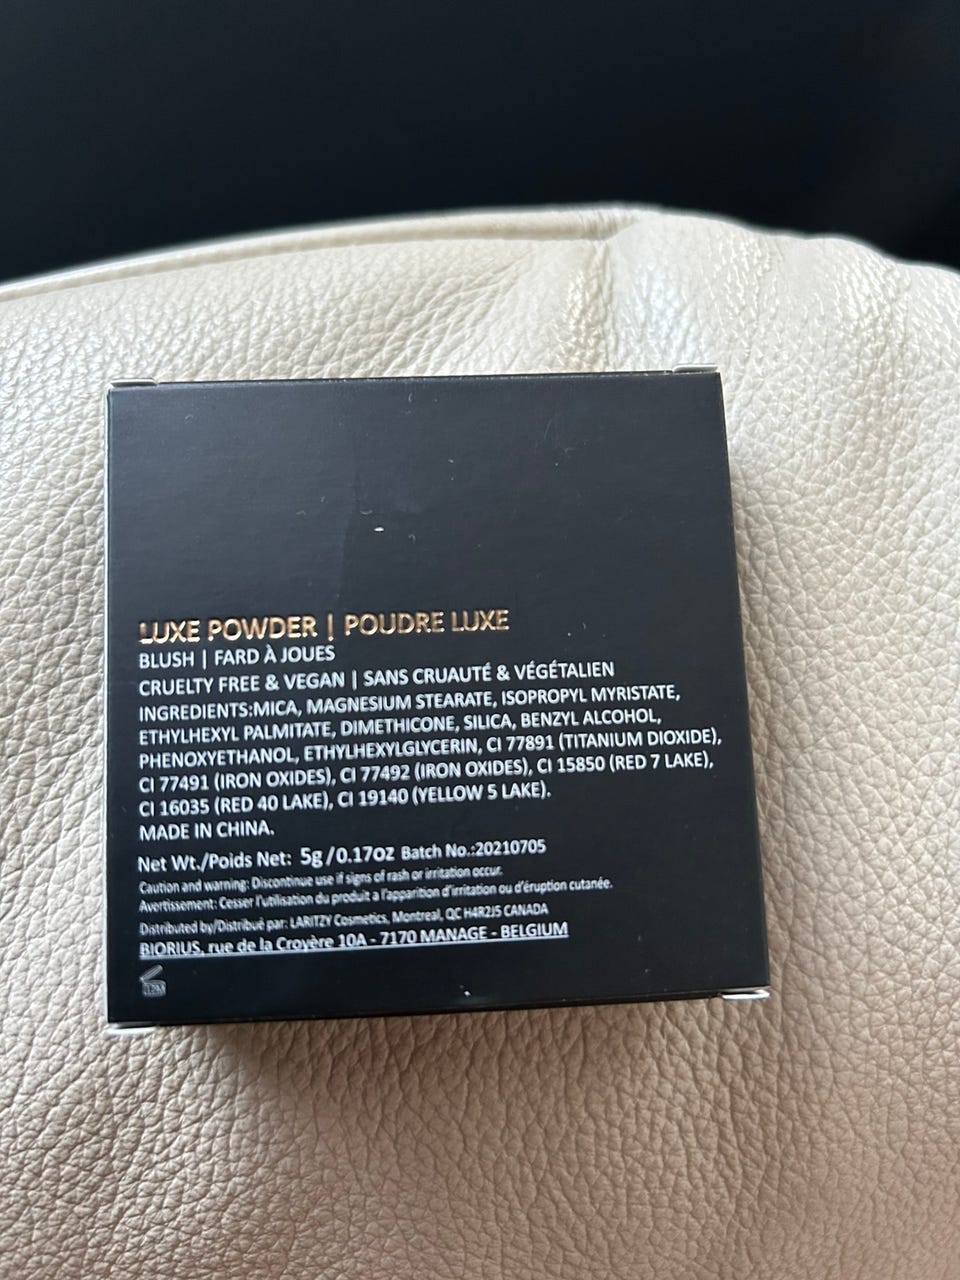 LUXE POWDER | POUDRE LUXE
BLUSH | FARD À JOUES
CRUELTY FREE & VEGAN | SANS CRUAUTÉ & VÉGÉTALIEN
INGREDIENTS:MICA, MAGNESIUM STEARATE, ISOPROPYL MYRISTATE,
ETHYLHEXYL PALMITATE, DIMETHICONE, SILICA, BENZYL ALCOHOL,
PHENOXYETHANOL, ETHYLHEXYLGLYCERIN, CI 77891 (TITANIUM DIOXIDE),
CI 77491 (IRON OXIDES), CI 77492 (IRON OXIDES), CI 15850 (RED 7 LAKE),
CI 16035 (RED 40 LAKE), CI 19140 (YELLOW 5 LAKE).
MADE IN CHINA.
Net Wt./Poids Net: 5g/0.17oz Batch No.:20210705
Caution and warning: Discontinue use if signs of rash or irritation occur.
Avertissement: Cesser l'utilisation du produit a l'apparition d'irritation ou d'éruption cutanée.
Distributed by/Distribué par: LARITZY Cosmetics, Montreal, QC H4R2J5 CANADA
BIORIUS, rue de la Croyère 10A - 7170 MANAGE - BELGIUM
12M